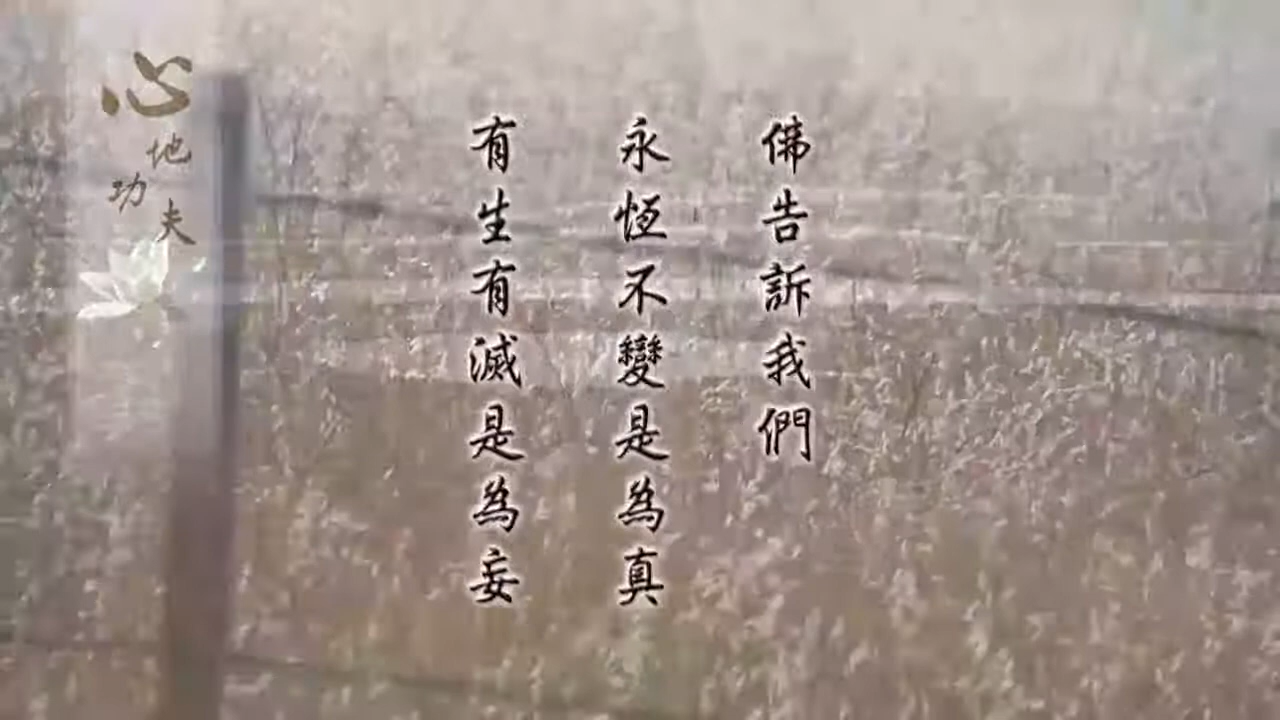 佛告訴我們
永恆不變是為真
有生有滅是為妄
心地功夫